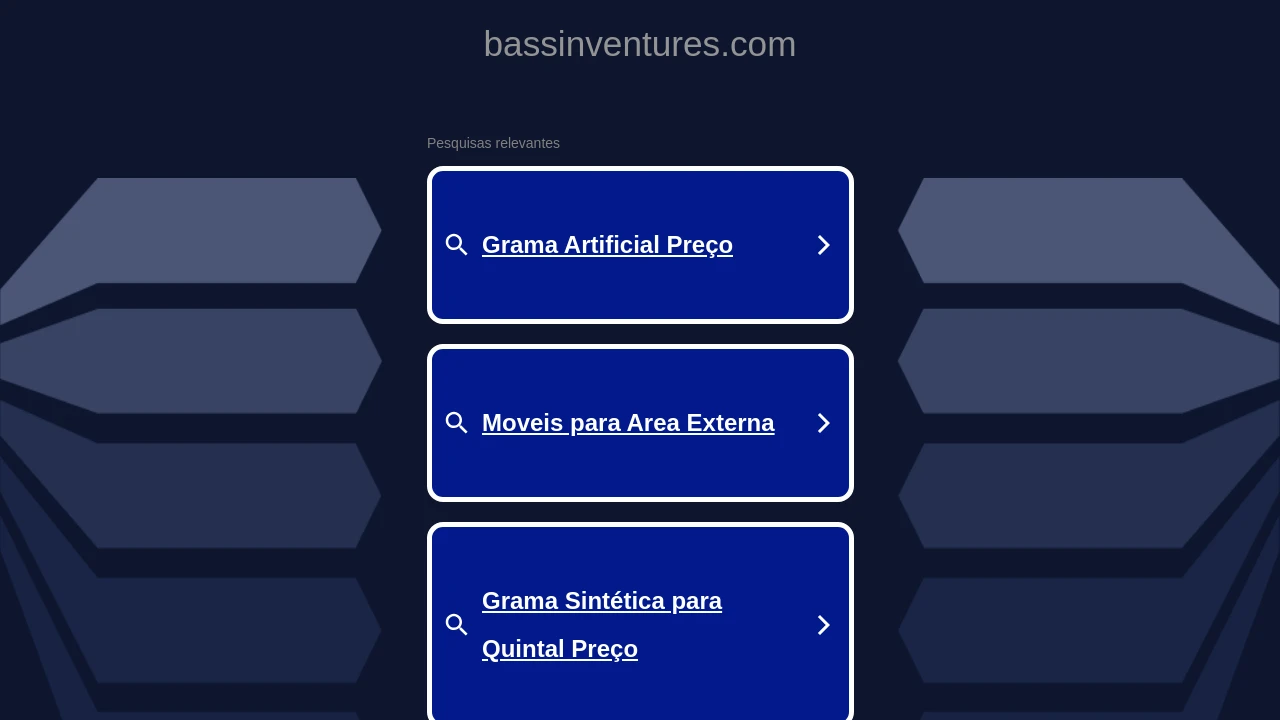 bassinventures.com
Pesquisas relevantes
Grama Artificial Preço
Moveis para Area Externa
Grama Sintética para
Quintal Preço